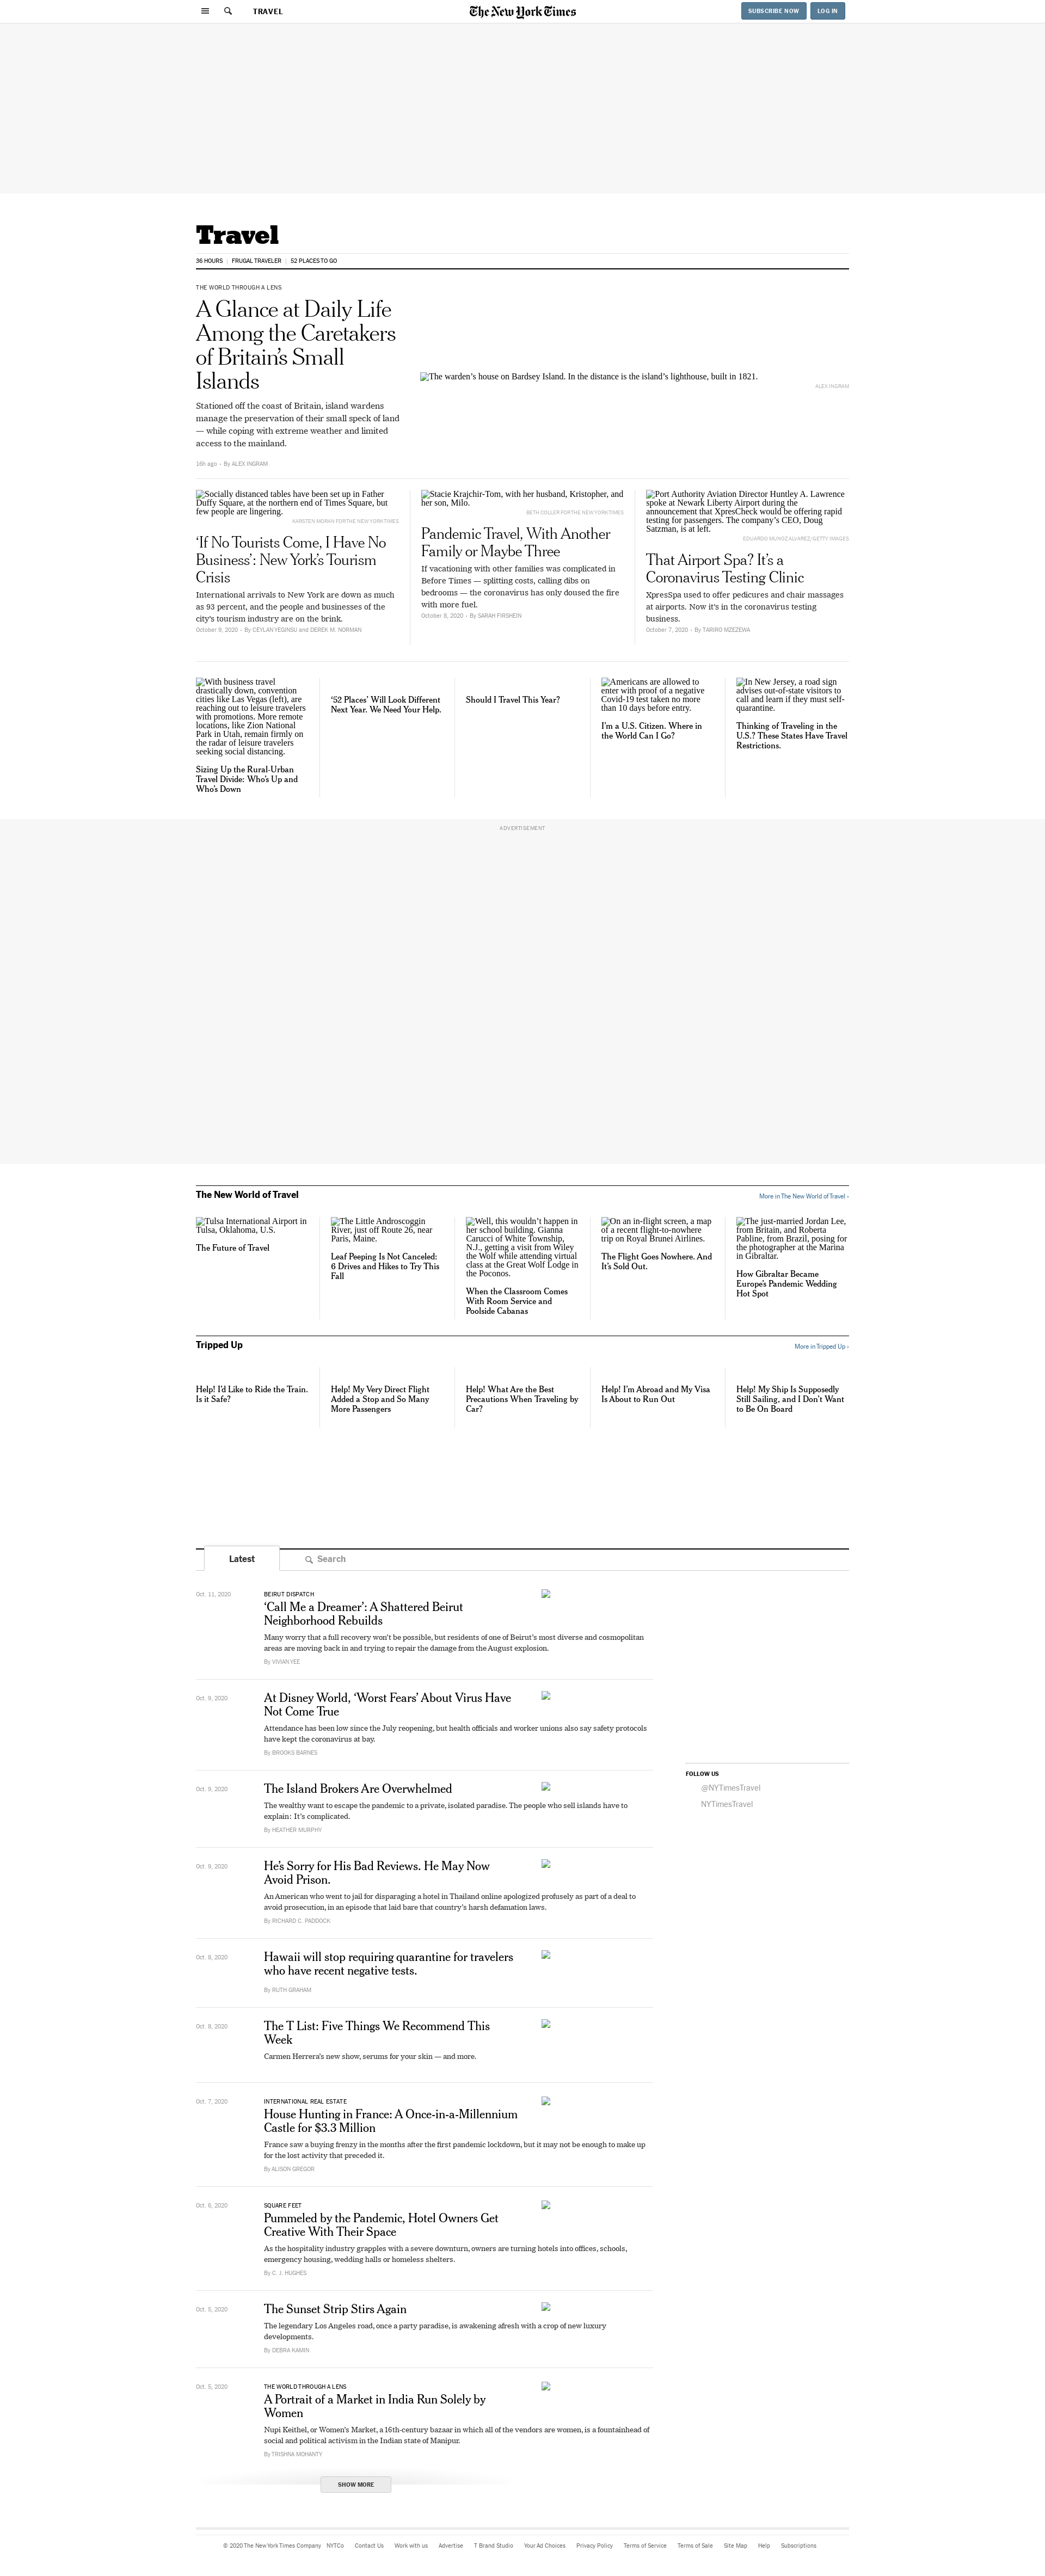 TRAVEL
The New York Times
SUBSCRIBE NOW
LOG IN
Travel
36 HOURS
FRUGAL TRAVELER
52 PLACES TO GO
THE WORLD THROUGH A LENS
A Glance at Daily Life
Among the Caretakers
of Britain’s Small
Islands
Stationed off the coast of Britain, island wardens
manage the preservation of their small speck of land
— while coping with extreme weather and limited
access to the mainland.
16h ago • By ALEX INGRAM
The warden’s house on Bardsey Island. In the distance is the island’s lighthouse, built in 1821.
ALEX INGRAM
Socially distanced tables have been set up in Father
Duffy Square, at the northern end of Times Square, but
few people are lingering.
KARSTEN MORAN FOR THE NEW YORK TIMES
‘If No Tourists Come, I Have No
Business’: New York’s Tourism
Crisis
International arrivals to New York are down as much
as 93 percent, and the people and businesses of the
city’s tourism industry are on the brink.
October 9, 2020 • By CEYLAN YEGINSU and DEREK M. NORMAN
Stacie Krajchir-Tom, with her husband, Kristopher, and
her son, Milo.
BETH COLLER FOR THE NEW YORK TIMES
Pandemic Travel, With Another
Family or Maybe Three
If vacationing with other families was complicated in
Before Times — splitting costs, calling dibs on
bedrooms — the coronavirus has only doused the fire
with more fuel.
October 8, 2020 • By SARAH FIRSHEIN
Port Authority Aviation Director Huntley A. Lawrence
spoke at Newark Liberty Airport during the
announcement that XpresCheck would be offering rapid
testing for passengers. The company’s CEO, Doug
Satzman, is at left.
EDUARDO MUNOZ ALVAREZ/GETTY IMAGES
That Airport Spa? It’s a
Coronavirus Testing Clinic
XpresSpa used to offer pedicures and chair massages
at airports. Now it’s in the coronavirus testing
business.
October 7, 2020 • By TARIRO MZEZEWA
With business travel
drastically down, convention
cities like Las Vegas (left), are
reaching out to leisure travelers
with promotions. More remote
locations, like Zion National
Park in Utah, remain firmly on
the radar of leisure travelers
seeking social distancing.
Sizing Up the Rural-Urban
Travel Divide: Who’s Up and
Who’s Down
‘52 Places’ Will Look Different
Next Year. We Need Your Help.
Should I Travel This Year?
Americans are allowed to
enter with proof of a negative
Covid-19 test taken no more
than 10 days before entry.
I’m a U.S. Citizen. Where in
the World Can I Go?
In New Jersey, a road sign
advises out-of-state visitors to
call and learn if they must self-
quarantine.
Thinking of Traveling in the
U.S.? These States Have Travel
Restrictions.
ADVERTISEMENT
The New World of Travel
More in The New World of Travel »
Tulsa International Airport in
Tulsa, Oklahoma, U.S.
The Future of Travel
The Little Androscoggin
River, just off Route 26, near
Paris, Maine.
Leaf Peeping Is Not Canceled:
6 Drives and Hikes to Try This
Fall
Well, this wouldn’t happen in
her school building. Gianna
Carucci of White Township,
N.J., getting a visit from Wiley
the Wolf while attending virtual
class at the Great Wolf Lodge in
the Poconos.
When the Classroom Comes
With Room Service and
Poolside Cabanas
On an in-flight screen, a map
of a recent flight-to-nowhere
trip on Royal Brunei Airlines.
The Flight Goes Nowhere. And
It’s Sold Out.
The just-married Jordan Lee,
from Britain, and Roberta
Pabline, from Brazil, posing for
the photographer at the Marina
in Gibraltar.
How Gibraltar Became
Europe’s Pandemic Wedding
Hot Spot
Tripped Up
More in Tripped Up »
Help! I’d Like to Ride the Train.
Is it Safe?
Help! My Very Direct Flight
Added a Stop and So Many
More Passengers
Help! What Are the Best
Precautions When Traveling by
Car?
Help! I’m Abroad and My Visa
Is About to Run Out
Help! My Ship Is Supposedly
Still Sailing, and I Don’t Want
to Be On Board
Latest
Search
Oct. 11, 2020
BEIRUT DISPATCH
‘Call Me a Dreamer’: A Shattered Beirut
Neighborhood Rebuilds
Many worry that a full recovery won’t be possible, but residents of one of Beirut’s most diverse and cosmopolitan
areas are moving back in and trying to repair the damage from the August explosion.
By VIVIAN YEE
Oct. 9, 2020
At Disney World, ‘Worst Fears’ About Virus Have
Not Come True
Attendance has been low since the July reopening, but health officials and worker unions also say safety protocols
have kept the coronavirus at bay.
By BROOKS BARNES
FOLLOW US
@NYTimesTravel
NYTimesTravel
Oct. 9, 2020
The Island Brokers Are Overwhelmed
The wealthy want to escape the pandemic to a private, isolated paradise. The people who sell islands have to
explain: It’s complicated.
By HEATHER MURPHY
Oct. 9, 2020
He’s Sorry for His Bad Reviews. He May Now
Avoid Prison.
An American who went to jail for disparaging a hotel in Thailand online apologized profusely as part of a deal to
avoid prosecution, in an episode that laid bare that country’s harsh defamation laws.
By RICHARD C. PADDOCK
Oct. 8, 2020
Hawaii will stop requiring quarantine for travelers
who have recent negative tests.
By RUTH GRAHAM
Oct. 8, 2020
The T List: Five Things We Recommend This
Week
Carmen Herrera’s new show, serums for your skin — and more.
Oct. 7, 2020
INTERNATIONAL REAL ESTATE
House Hunting in France: A Once-in-a-Millennium
Castle for $3.3 Million
France saw a buying frenzy in the months after the first pandemic lockdown, but it may not be enough to make up
for the lost activity that preceded it.
By ALISON GREGOR
Oct. 6, 2020
SQUARE FEET
Pummeled by the Pandemic, Hotel Owners Get
Creative With Their Space
As the hospitality industry grapples with a severe downturn, owners are turning hotels into offices, schools,
emergency housing, wedding halls or homeless shelters.
By C. J. HUGHES
Oct. 5, 2020
The Sunset Strip Stirs Again
The legendary Los Angeles road, once a party paradise, is awakening afresh with a crop of new luxury
developments.
By DEBRA KAMIN
Oct. 5, 2020
THE WORLD THROUGH A LENS
A Portrait of a Market in India Run Solely by
Women
Nupi Keithel, or Women’s Market, a 16th-century bazaar in which all of the vendors are women, is a fountainhead of
social and political activism in the Indian state of Manipur.
By TRISHNA MOHANTY
SHOW MORE
© 2020 The New York Times Company NYTCo Contact Us Work with us Advertise T Brand Studio Your Ad Choices Privacy Policy Terms of Service Terms of Sale Site Map Help Subscriptions